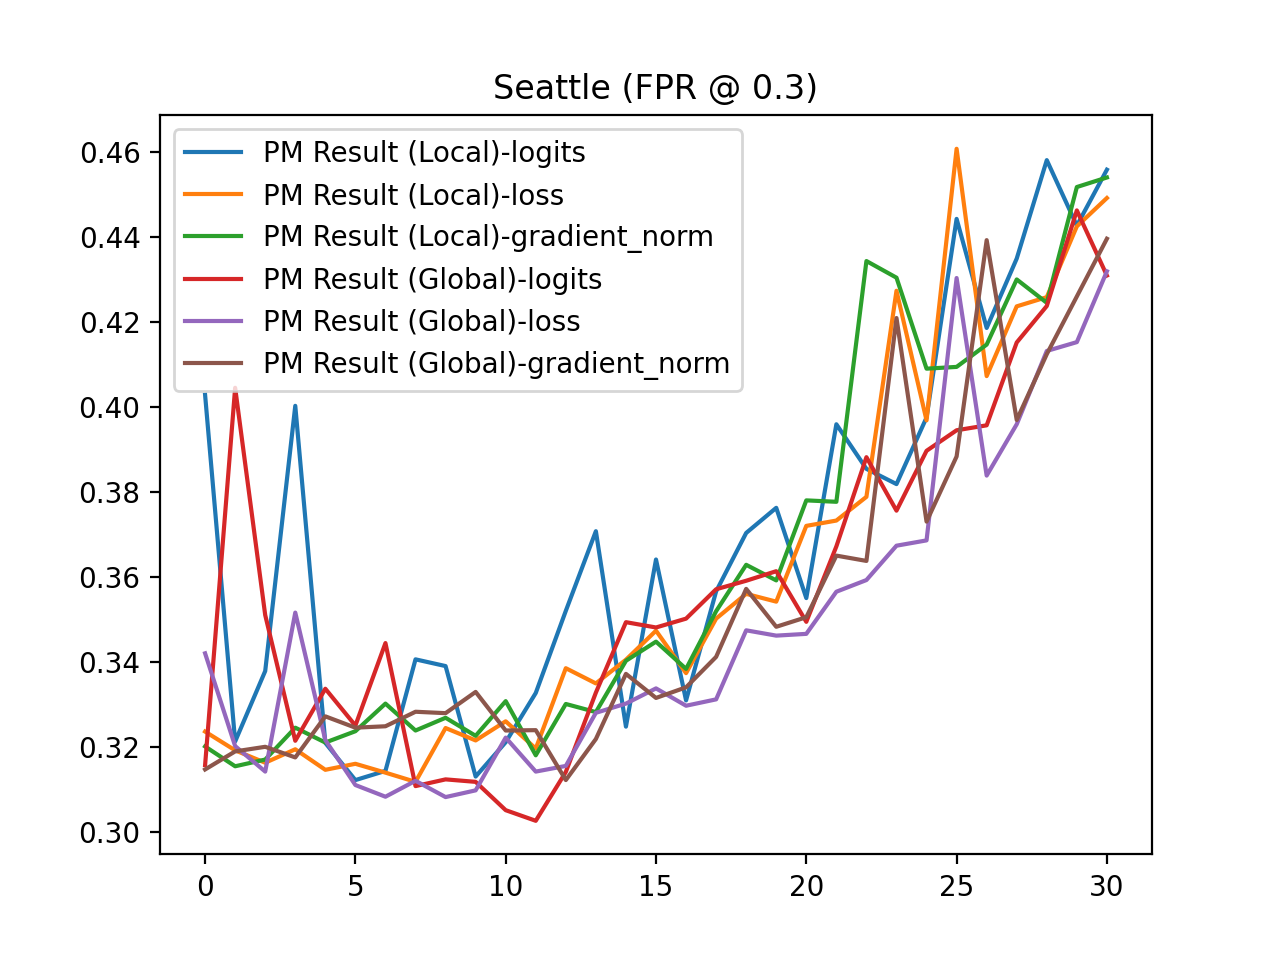 Seattle (FPR @ 0.3)
PM Result (Local)-logits
PM Result (Local)-loss
PM Result (Local)-gradient_norm
PM Result (Global)-logits
PM Result (Global)-loss
PM Result (Global)-gradient_norm
0.46
0.44
0.42
0.40
0.38
0.36
0.34
0.32
0.30
0 5 10 15 20 25 30